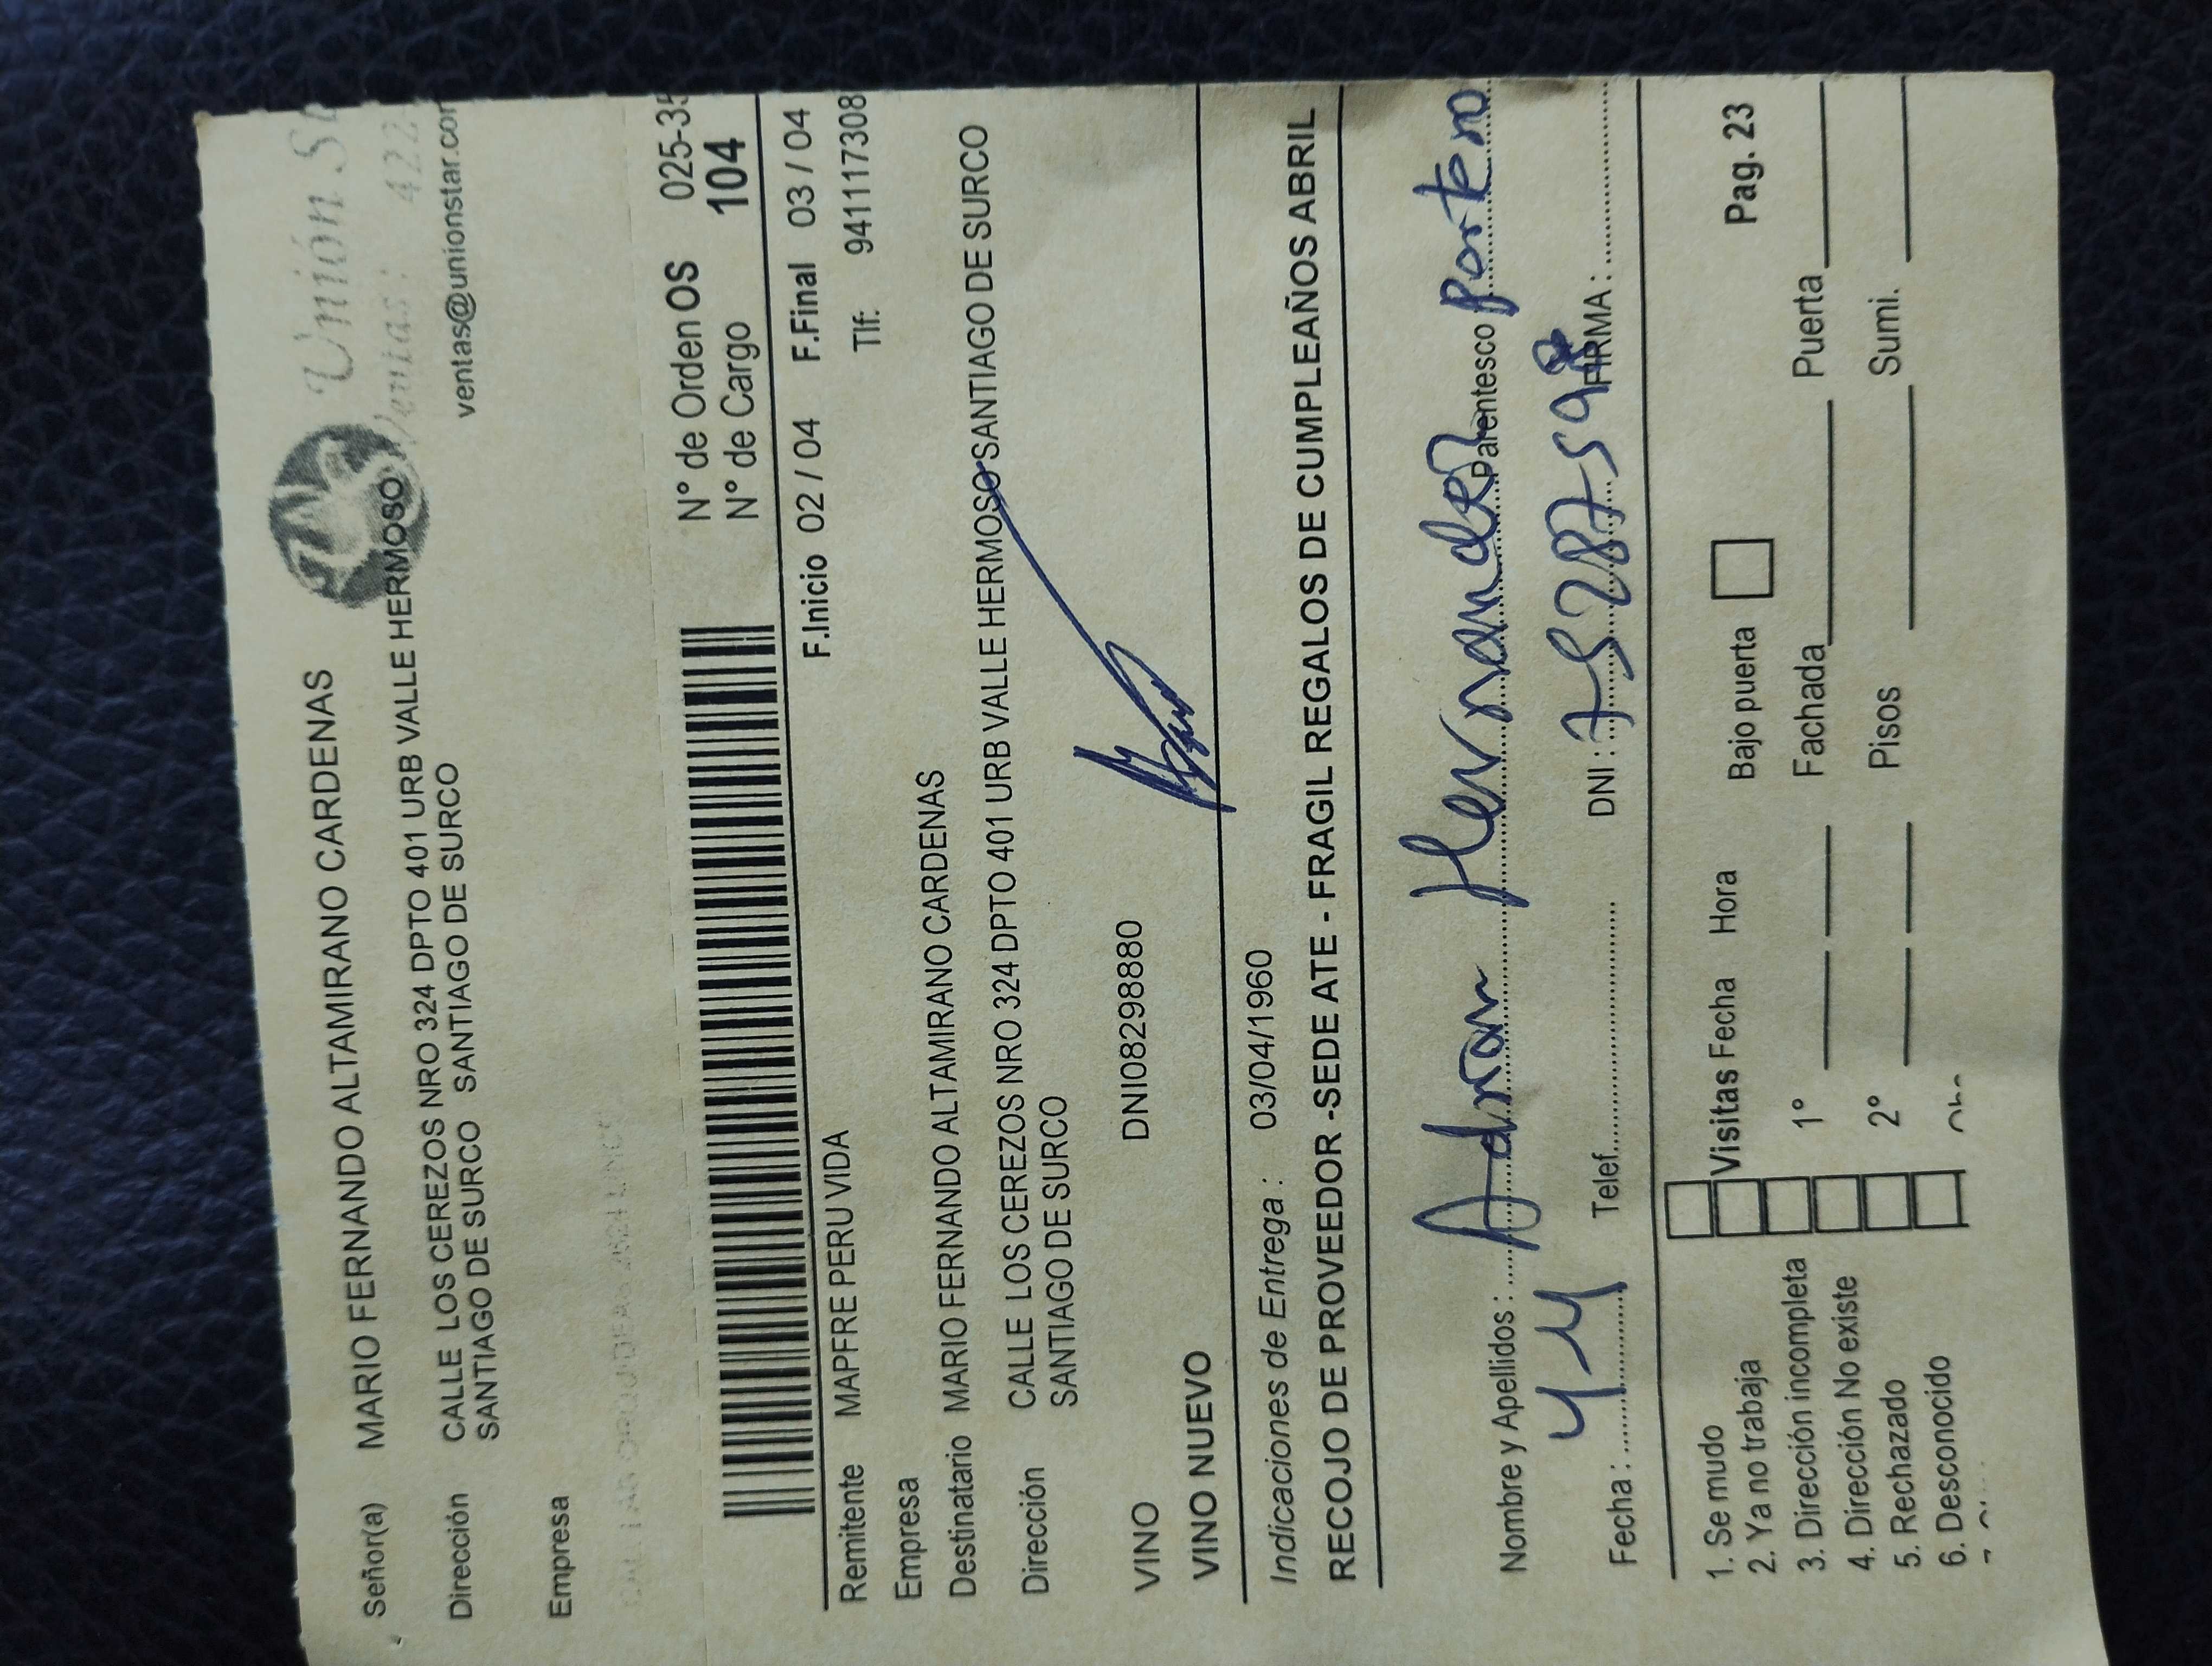 Unión S
Ventas: 422
ventas@unionstar.com
Señor(a) MARIO FERNANDO ALTAMIRANO CARDENAS
Dirección CALLE LOS CEREZOS NRO 324 DPTO 401 URB VALLE HERMOSO
SANTIAGO DE SURCO SANTIAGO DE SURCO
Empresa
N° de Orden OS 025-35
N° de Cargo 104
F.Inicio 02 / 04 F.Final 03 / 04
Remitente MAPFRE PERU VIDA Tlf: 941117308
Empresa
Destinatario MARIO FERNANDO ALTAMIRANO CARDENAS
Dirección CALLE LOS CEREZOS NRO 324 DPTO 401 URB VALLE HERMOSO SANTIAGO DE SURCO
SANTIAGO DE SURCO
VINO DNI08298880
VINO NUEVO
Indicaciones de Entrega : 03/04/1960
RECOJO DE PROVEEDOR -SEDE ATE - FRAGIL REGALOS DE CUMPLEAÑOS ABRIL
Nombre y Apellidos : Adrian Hernandez Parentesco Portero
Fecha : Telef. DNI : FIRMA :
1. Se mudo
2. Ya no trabaja Visitas Fecha Hora Bajo puerta Pag. 23
3. Dirección incompleta 1° Fachada Puerta
4. Dirección No existe
5. Rechazado 2° Pisos Sumi.
6. Desconocido